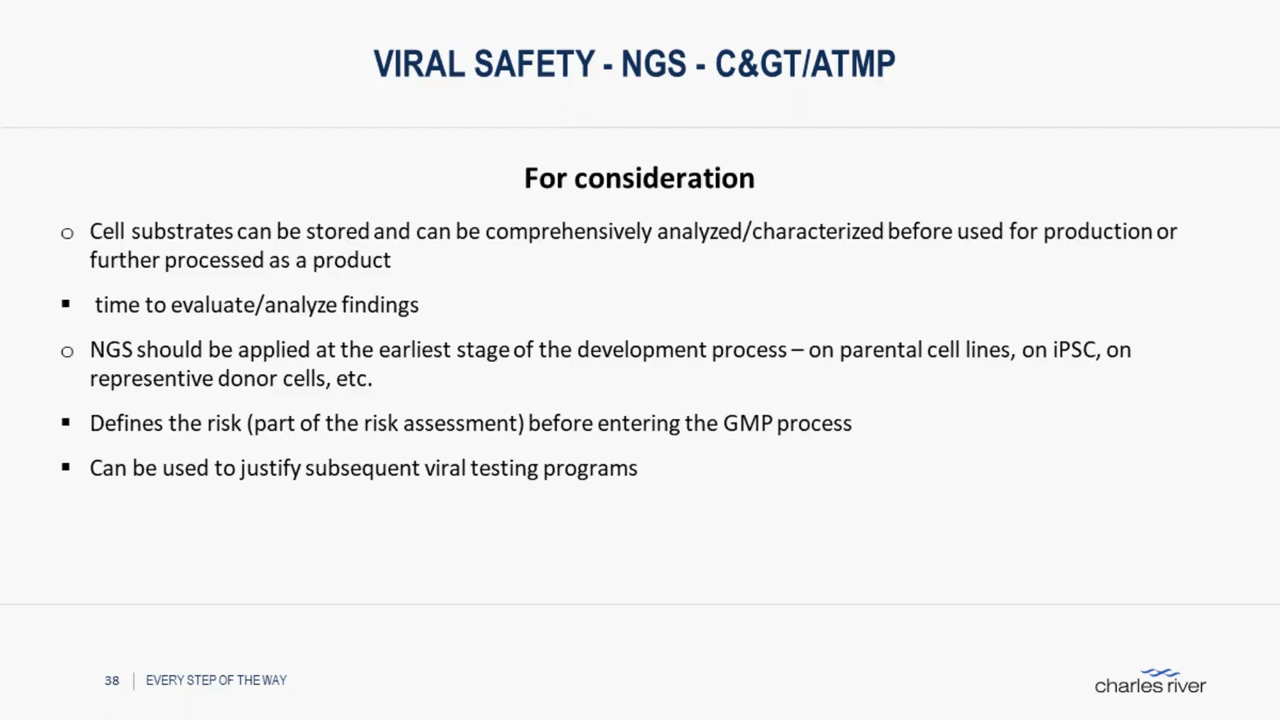 VIRAL SAFETY - NGS - C&GT/ATMP
For consideration
o Cell substrates can be stored and can be comprehensively analyzed/characterized before used for production or
further processed as a product
▪ time to evaluate/analyze findings
o NGS should be applied at the earliest stage of the development process – on parental cell lines, on iPSC, on
representive donor cells, etc.
▪ Defines the risk (part of the risk assessment) before entering the GMP process
▪ Can be used to justify subsequent viral testing programs
38 | EVERY STEP OF THE WAY
charles river